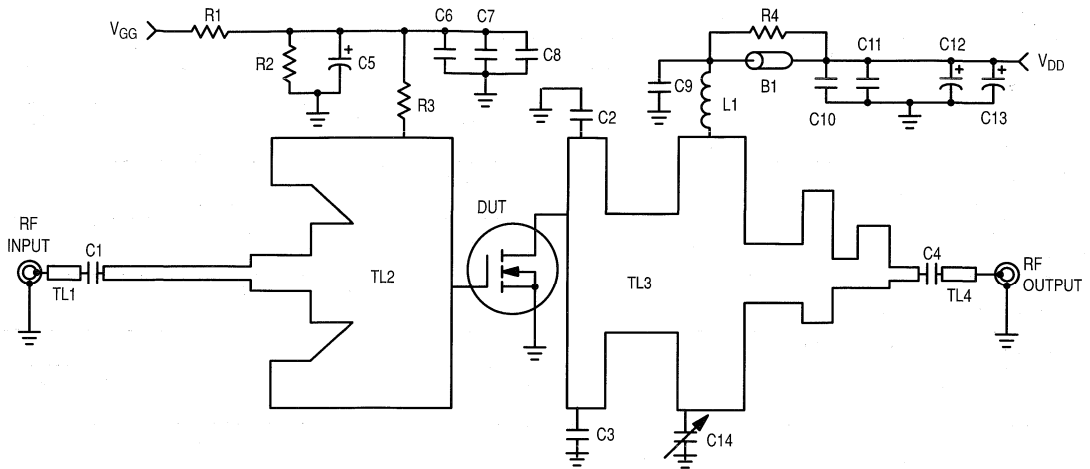 VGG
R1
R2
+
C5
R3
C6
C7
C8
C9
R4
B1
L1
C10
C11
C12
+
+
C13
VDD
C2
RF
INPUT
C1
TL1
TL2
DUT
TL3
C4
TL4
RF
OUTPUT
C3
C14